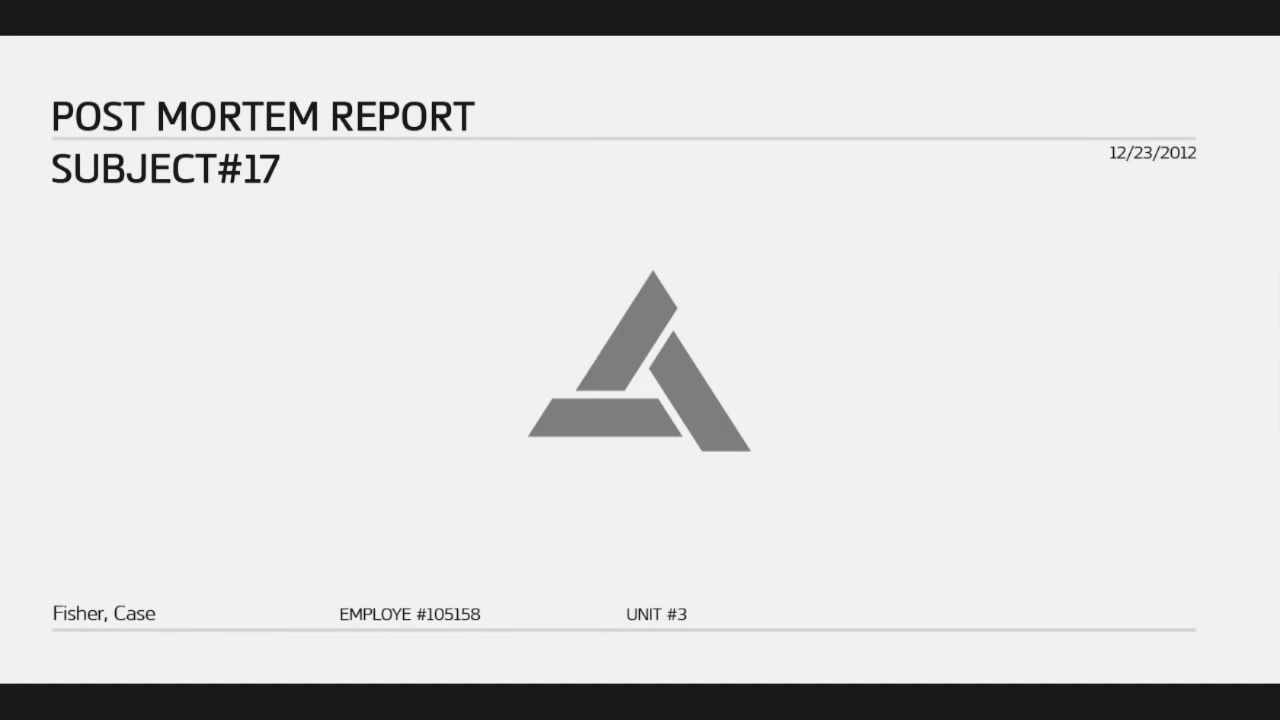 POST MORTEM REPORT
SUBJECT#17
12/23/2012
Fisher, Case
EMPLOYE #105158
UNIT #3